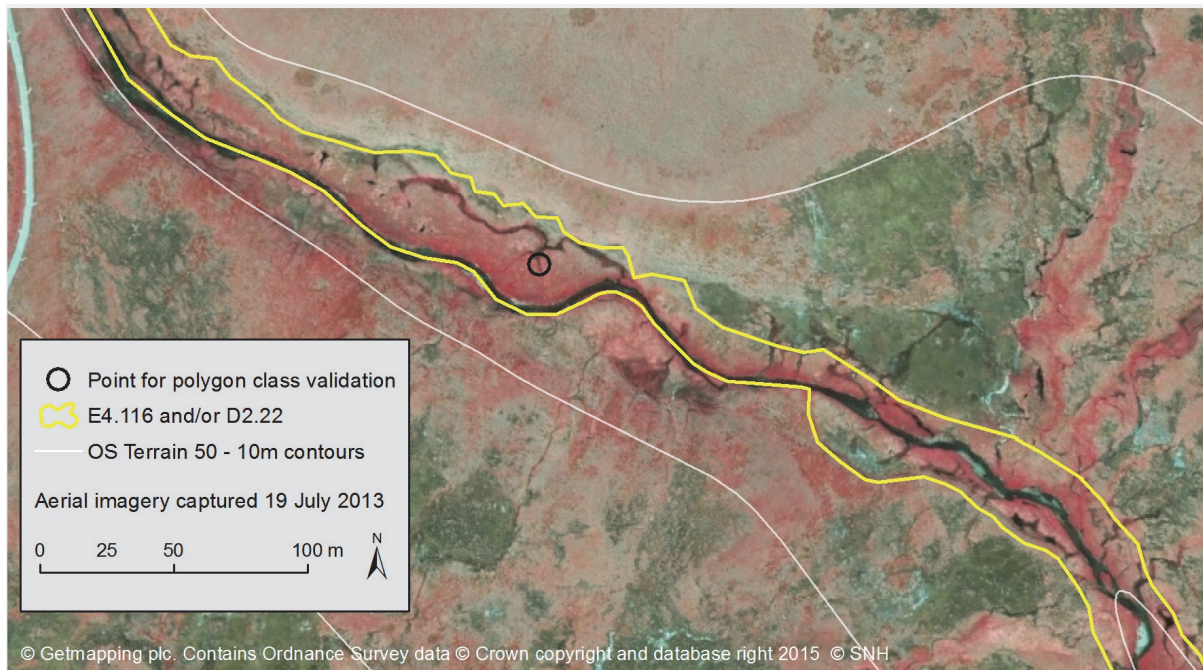 Point for polygon class validation
E4.116 and/or D2.22
OS Terrain 50 - 10m contours
Aerial imagery captured 19 July 2013
0 25 50 100 m
N
© Getmapping plc. Contains Ordnance Survey data © Crown copyright and database right 2015 © SNH